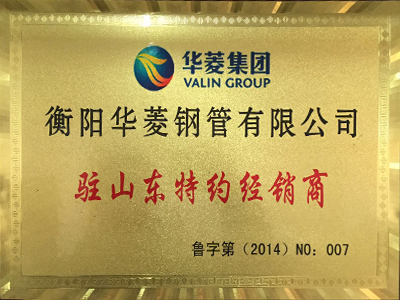 华菱集团
VALIN GROUP
衡阳华菱钢管有限公司
驻山东特约经销商
鲁字第（2014）NO：007